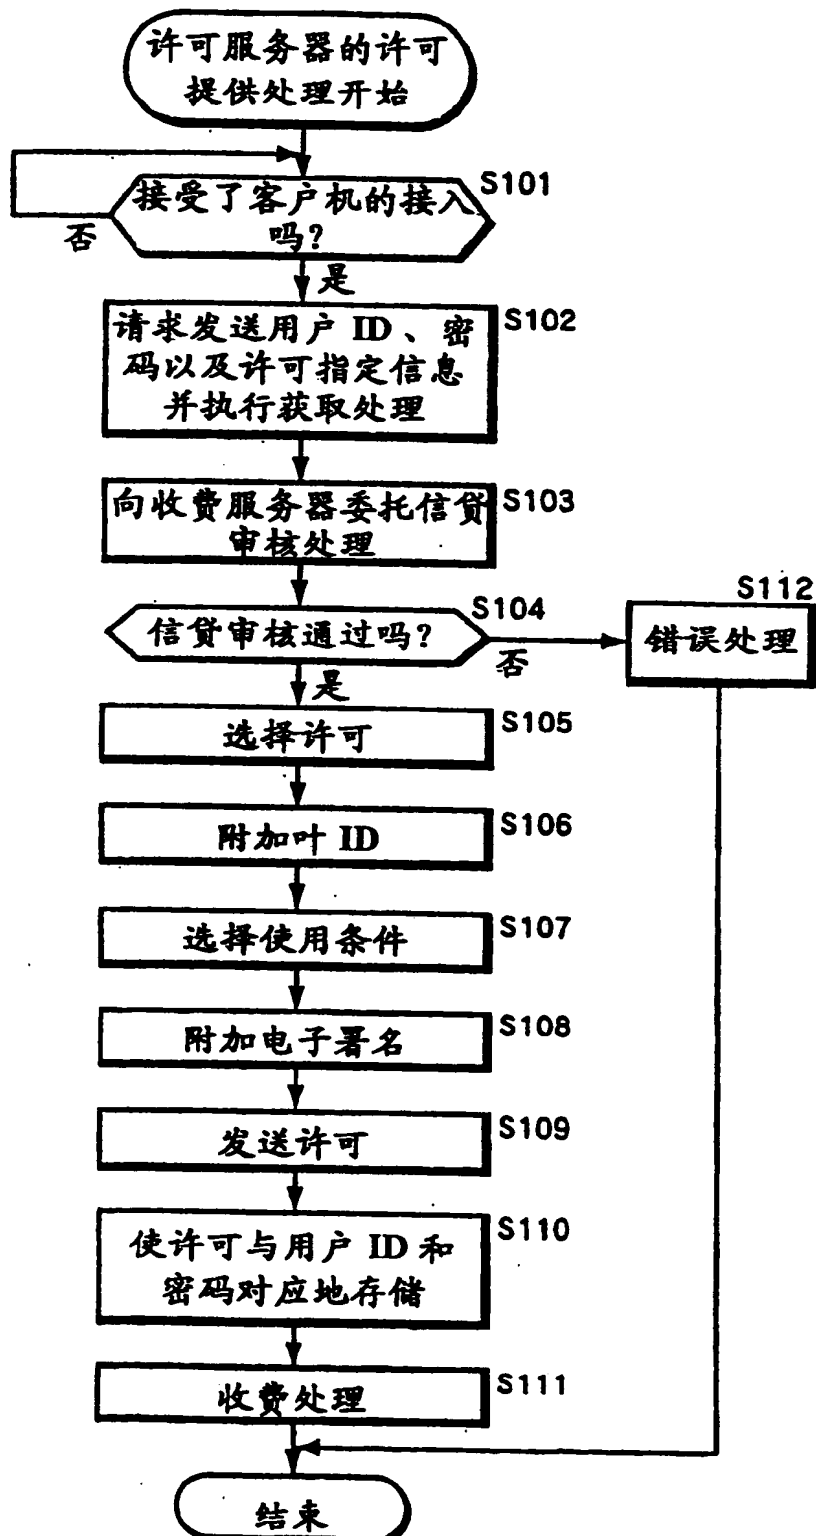 许可服务器的许可
提供处理开始
S101
接受了客户机的接入
吗?
否
是
S102
请求发送用户 ID、密
码以及许可指定信息
并执行获取处理
S103
向收费服务器委托信贷
审核处理
S104
信贷审核通过吗?
否
S112
错误处理
是
S105
选择许可
S106
附加叶 ID
S107
选择使用条件
S108
附加电子署名
S109
发送许可
S110
使许可与用户 ID 和
密码对应地存储
S111
收费处理
结束